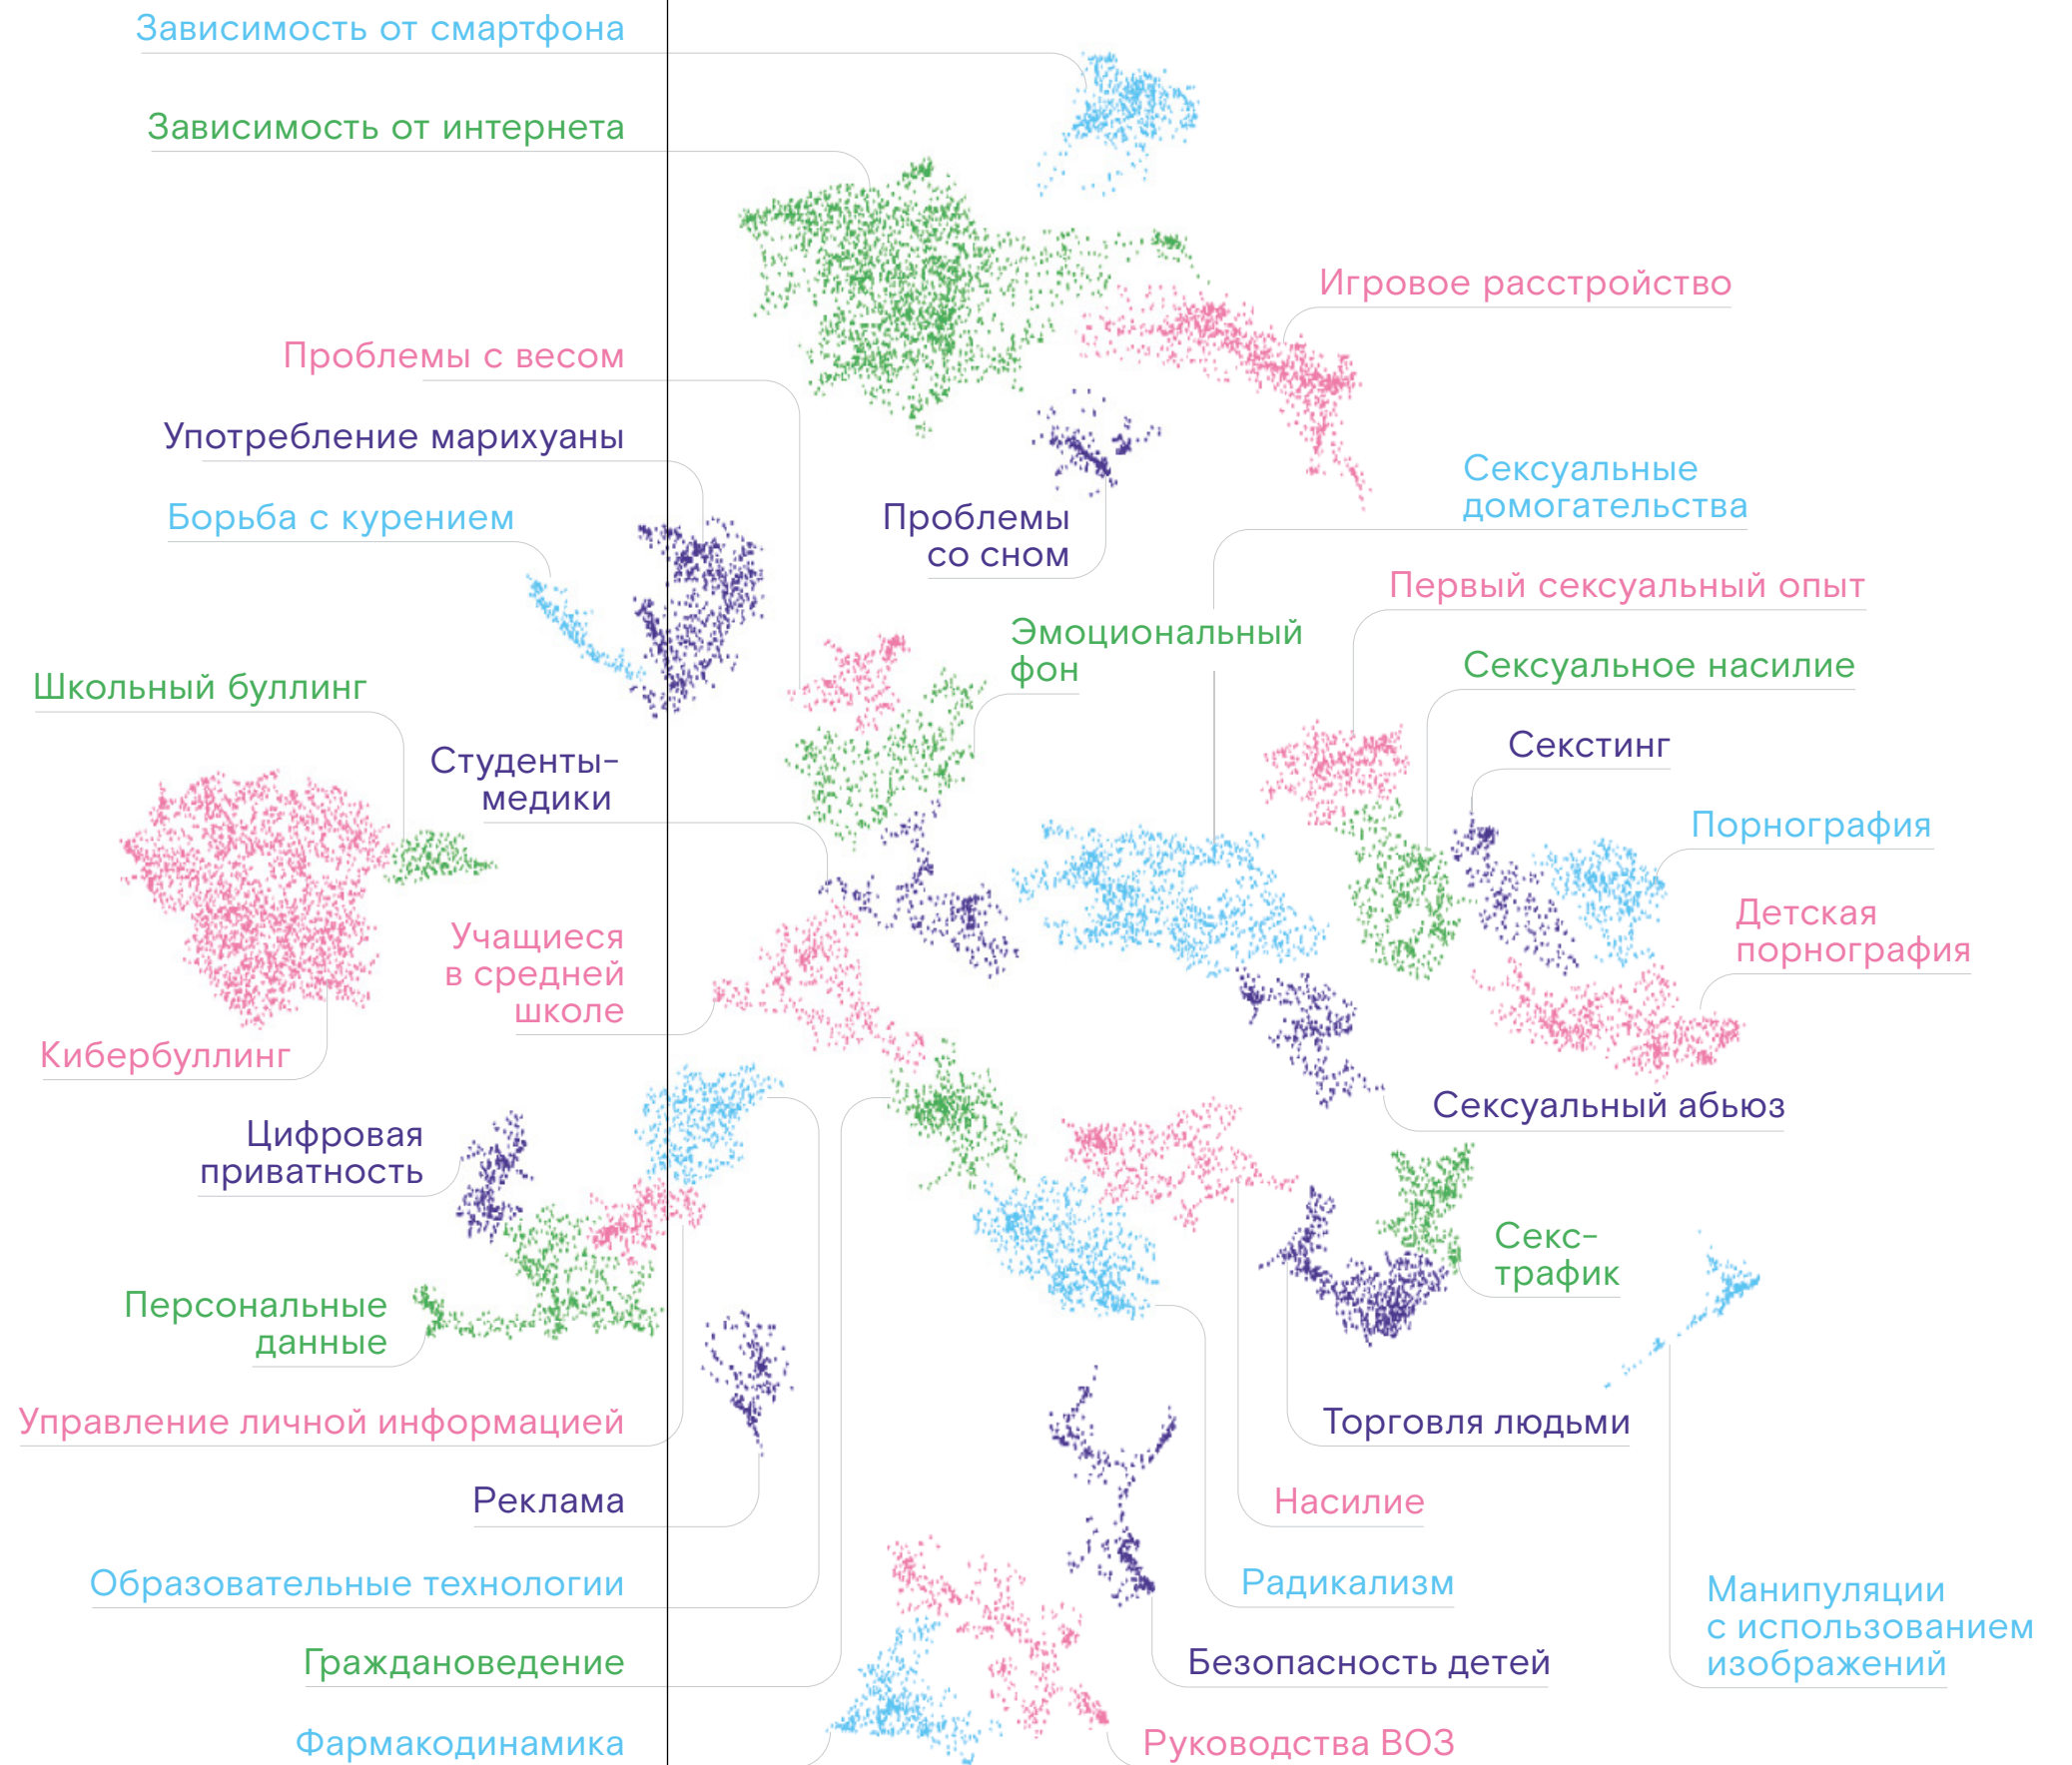 Зависимость от смартфона
Зависимость от интернета
Игровое расстройство
Проблемы с весом
Употребление марихуаны
Борьба с курением
Проблемы
со сном
Сексуальные
домогательства
Первый сексуальный опыт
Эмоциональный
фон
Сексуальное насилие
Школьный буллинг
Студенты-
медики
Секстинг
Порнография
Детская
порнография
Учащиеся
в средней
школе
Кибербуллинг
Сексуальный абьюз
Цифровая
приватность
Секс-
трафик
Персональные
данные
Управление личной информацией
Торговля людьми
Реклама
Насилие
Образовательные технологии
Радикализм
Манипуляции
с использованием
изображений
Граждановедение
Безопасность детей
Фармакодинамика
Руководства ВОЗ